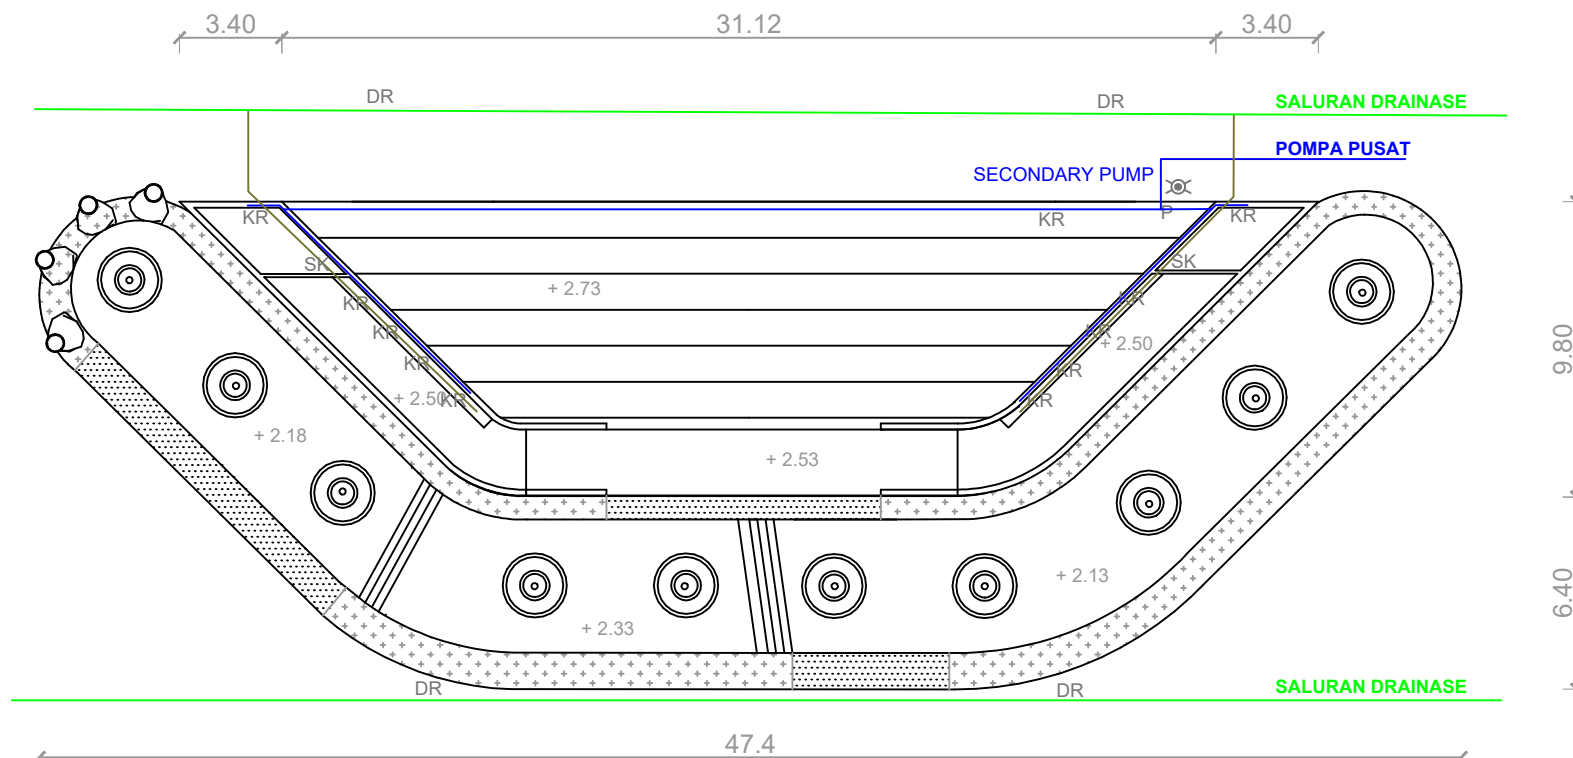 3.40
31.12
3.40
DR
DR
SALURAN DRAINASE
POMPA PUSAT
SECONDARY PUMP
P
KR
KR
KR
SK
SK
+ 2.73
KR
KR
KR
KR
KR
+ 2.50
9.80
KR
KR
+ 2.50
KR
KR
+ 2.18
+ 2.53
+ 2.13
6.40
+ 2.33
DR
DR
SALURAN DRAINASE
47.4